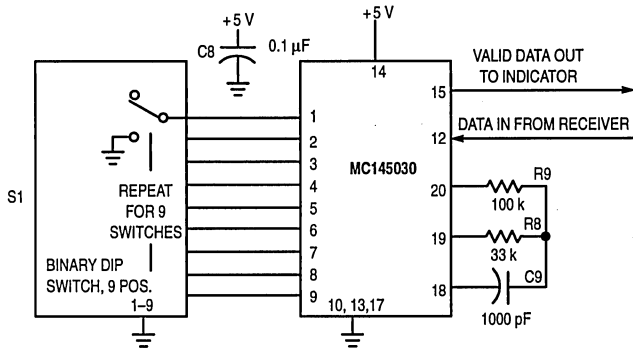 +5 V
+5 V
C8
0.1 µF
14
15
VALID DATA OUT
TO INDICATOR
1
2
3
4
5
6
7
8
9
12
DATA IN FROM RECEIVER
MC145030
S1
REPEAT
FOR 9
SWITCHES
BINARY DIP
SWITCH, 9 POS.
1–9
20
R9
100 k
19
R8
33 k
18
C9
1000 pF
10, 13,17